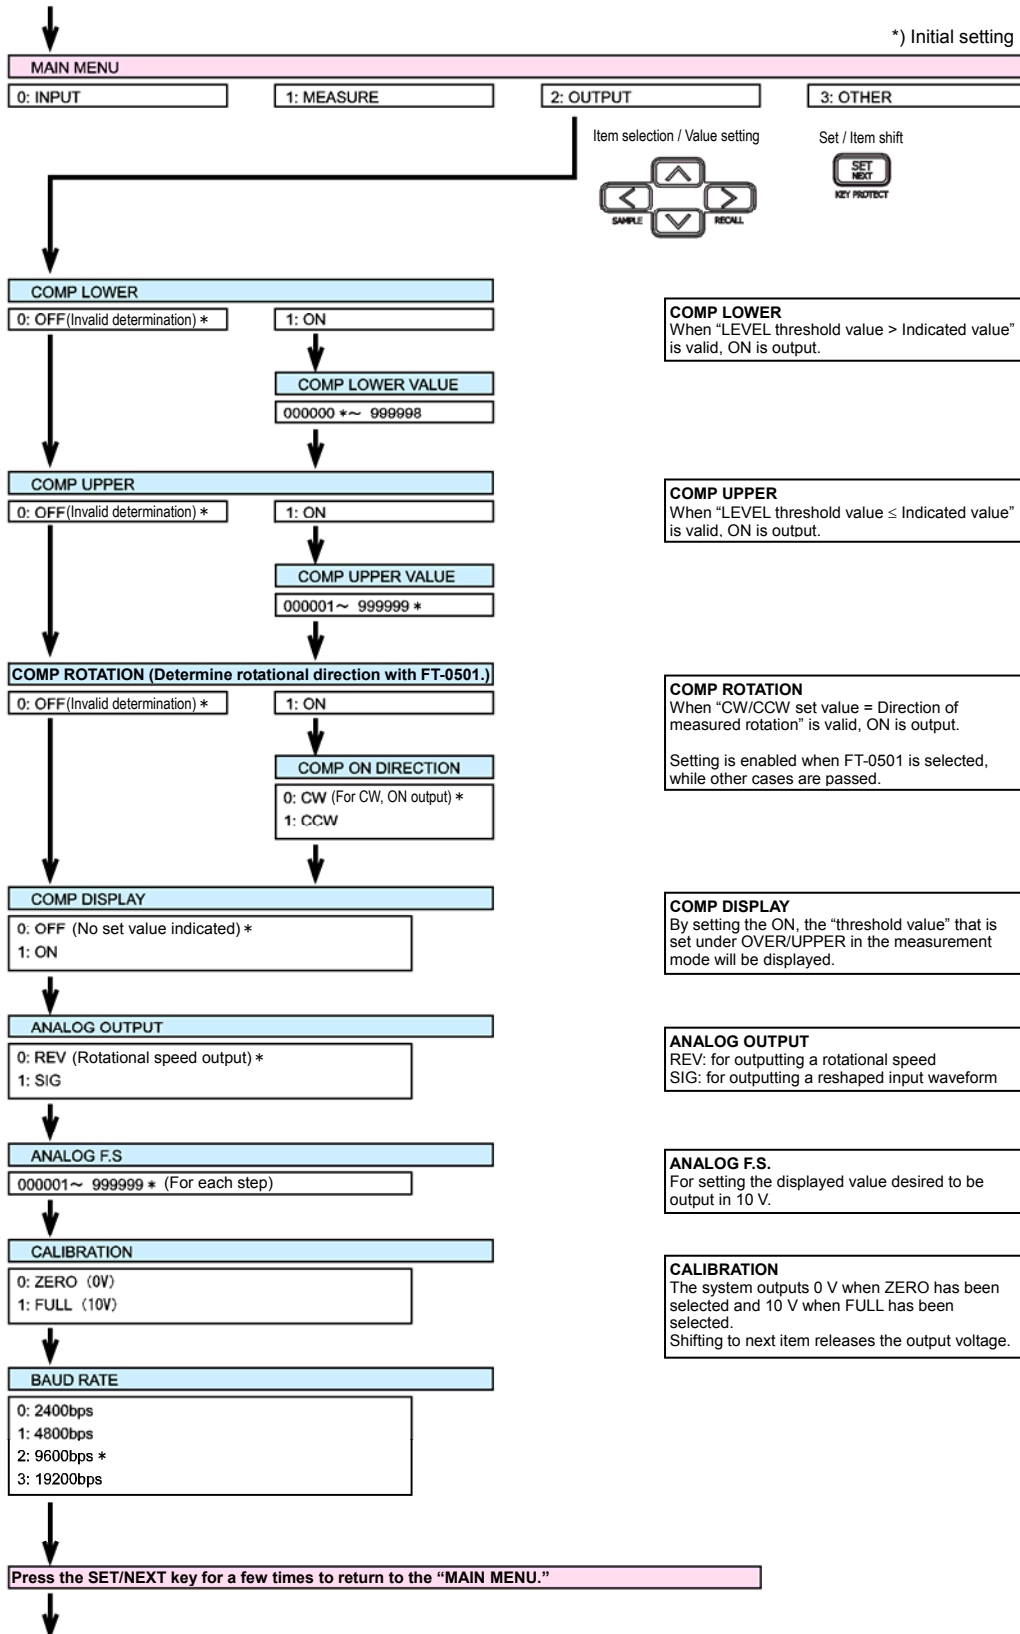 *) Initial setting
MAIN MENU
0: INPUT
1: MEASURE
2: OUTPUT
3: OTHER
Item selection / Value setting
Set / Item shift
SET
NEXT
KEY PROTECT
SAMPLE
RECALL
COMP LOWER
0: OFF(Invalid determination) *
1: ON
COMP LOWER VALUE
000000 *~ 999998
COMP LOWER
When “LEVEL threshold value > Indicated value”
is valid, ON is output.
COMP UPPER
0: OFF(Invalid determination) *
1: ON
COMP UPPER VALUE
000001~ 999999 *
COMP UPPER
When “LEVEL threshold value ≤ Indicated value”
is valid, ON is output.
COMP ROTATION (Determine rotational direction with FT-0501.)
0: OFF(Invalid determination) *
1: ON
COMP ON DIRECTION
0: CW (For CW, ON output) *
1: CCW
COMP ROTATION
When “CW/CCW set value = Direction of
measured rotation” is valid, ON is output.
Setting is enabled when FT-0501 is selected,
while other cases are passed.
COMP DISPLAY
0: OFF (No set value indicated) *
1: ON
COMP DISPLAY
By setting the ON, the “threshold value” that is
set under OVER/UPPER in the measurement
mode will be displayed.
ANALOG OUTPUT
0: REV (Rotational speed output) *
1: SIG
ANALOG OUTPUT
REV: for outputting a rotational speed
SIG: for outputting a reshaped input waveform
ANALOG F.S
000001~ 999999 * (For each step)
ANALOG F.S.
For setting the displayed value desired to be
output in 10 V.
CALIBRATION
0: ZERO (0V)
1: FULL (10V)
CALIBRATION
The system outputs 0 V when ZERO has been
selected and 10 V when FULL has been
selected.
Shifting to next item releases the output voltage.
BAUD RATE
0: 2400bps
1: 4800bps
2: 9600bps *
3: 19200bps
Press the SET/NEXT key for a few times to return to the “MAIN MENU.”